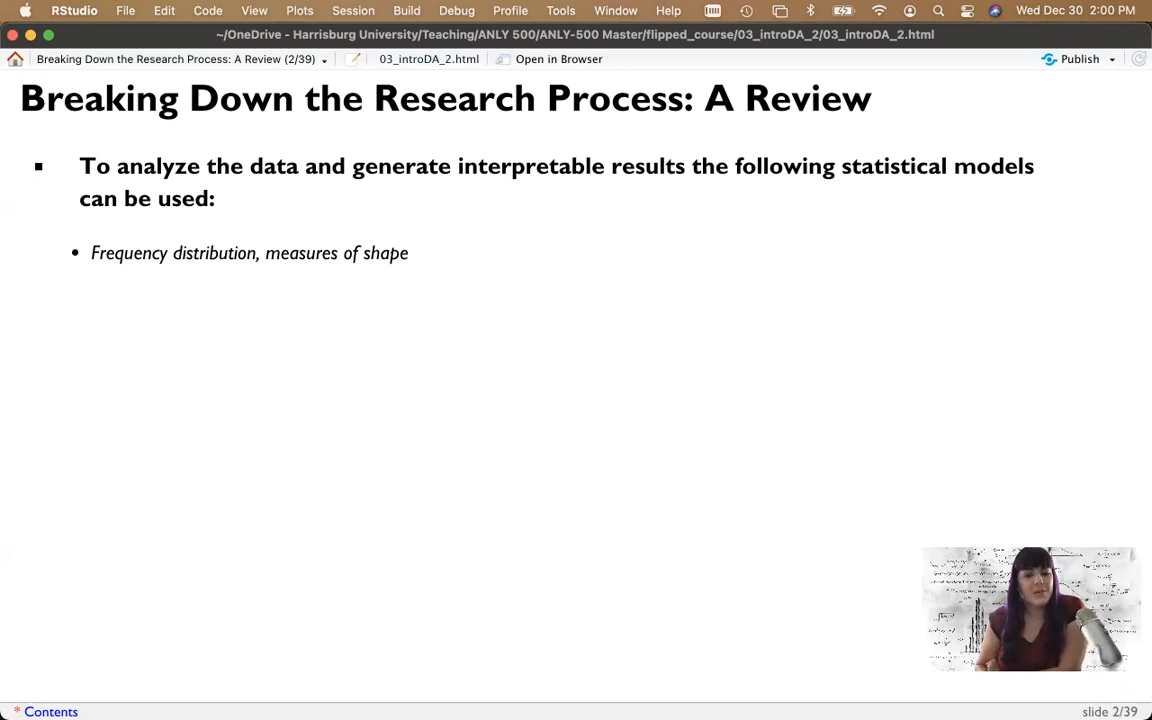 RStudio File Edit Code View Plots Session Build Debug Profile Tools Window Help Wed Dec 30 2:00 PM
~/OneDrive - Harrisburg University/Teaching/ANLY 500/ANLY-500 Master/flipped_course/03_introDA_2/03_introDA_2.html
Breaking Down the Research Process: A Review (2/39) 03_introDA_2.html Open in Browser Publish
Breaking Down the Research Process: A Review
▪ To analyze the data and generate interpretable results the following statistical models
can be used:
• Frequency distribution, measures of shape
* Contents slide 2/39